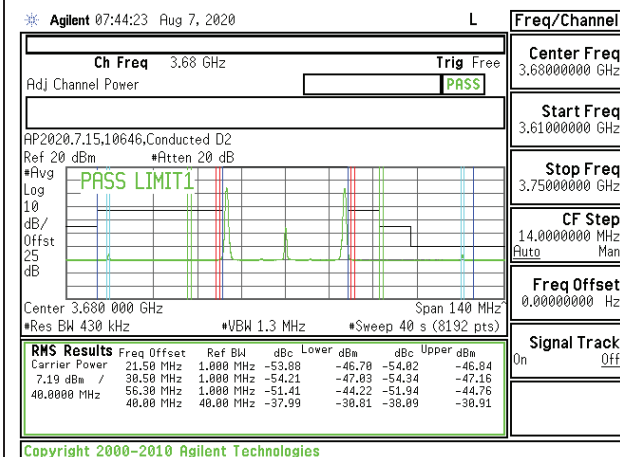 Agilent 07:44:23 Aug 7, 2020 L
Freq/Channel
Ch Freq 3.68 GHz Trig Free
Adj Channel Power PASS
Center Freq
3.68000000 GHz
Start Freq
3.61000000 GHz
Stop Freq
3.75000000 GHz
CF Step
14.0000000 MHz
Auto Man
Freq Offset
0.00000000 Hz
Signal Track
On Off
AP2020.7.15,10646,Conducted D2
Ref 20 dBm #Atten 20 dB
#Avg
Log
10
dB/
Offst
25
dB
PASS LIMIT1
Center 3.680 000 GHz Span 140 MHz^
#Res BW 430 kHz #VBW 1.3 MHz #Sweep 40 s (8192 pts)
RMS Results Freq Offset Ref BW dBc Lower dBm dBc Upper dBm
Carrier Power 21.50 MHz 1.000 MHz -53.88 -46.70 -54.02 -46.84
7.19 dBm / 30.50 MHz 1.000 MHz -54.21 -47.03 -54.34 -47.16
40.0000 MHz 56.30 MHz 1.000 MHz -51.41 -44.22 -51.94 -44.76
40.00 MHz 40.00 MHz -37.99 -30.81 -38.09 -30.91
Copyright 2000-2010 Agilent Technologies